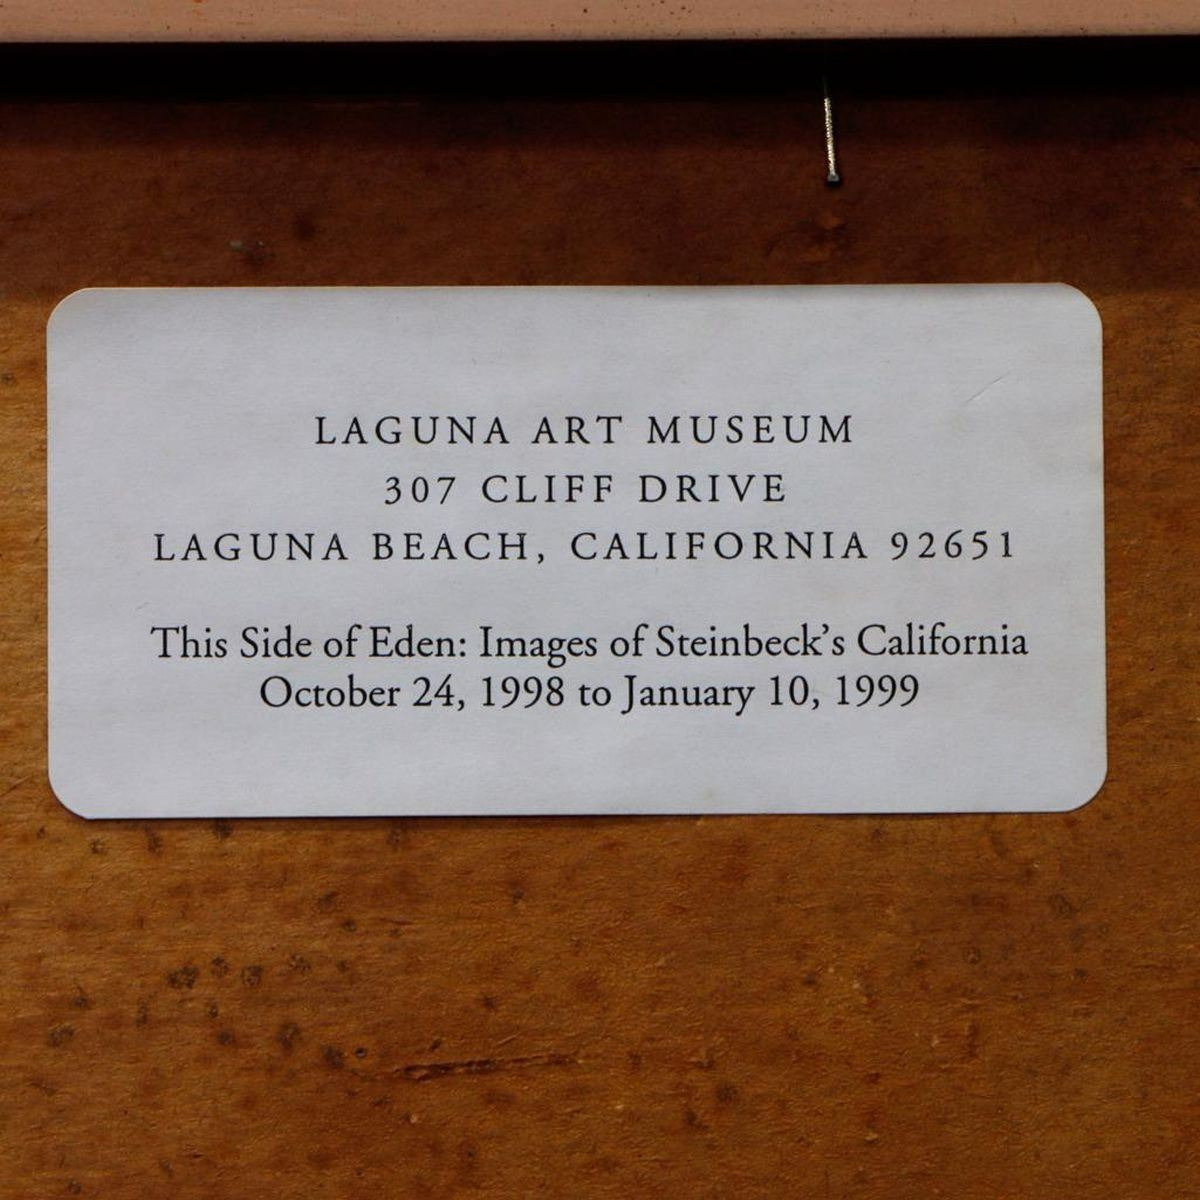 LAGUNA ART MUSEUM
307 CLIFF DRIVE
LAGUNA BEACH, CALIFORNIA 92651
This Side of Eden: Images of Steinbeck’s California
October 24, 1998 to January 10, 1999